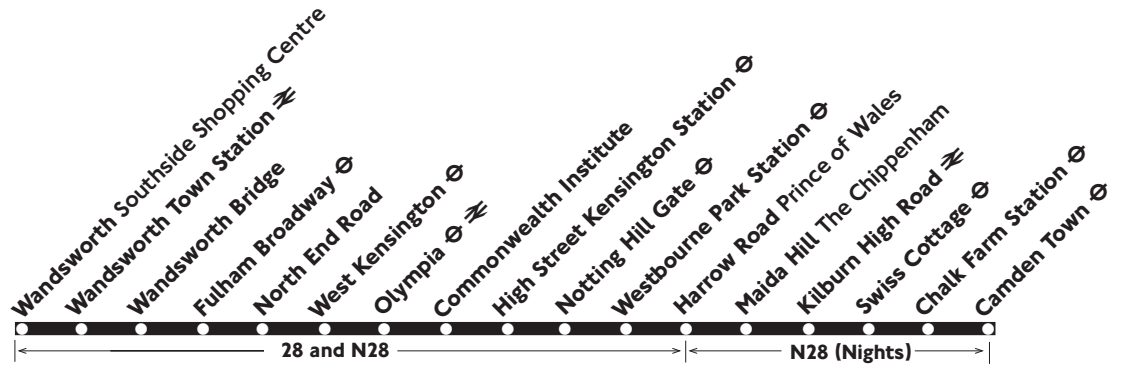 Wandsworth Southside Shopping Centre
Wandsworth Town Station
Wandsworth Bridge
Fulham Broadway
North End Road
West Kensington
Olympia
Commonwealth Institute
High Street Kensington Station
Notting Hill Gate
Westbourne Park Station
Harrow Road Prince of Wales
Maida Hill The Chippenham
Kilburn High Road
Swiss Cottage
Chalk Farm Station
Camden Town
28 and N28
N28 (Nights)